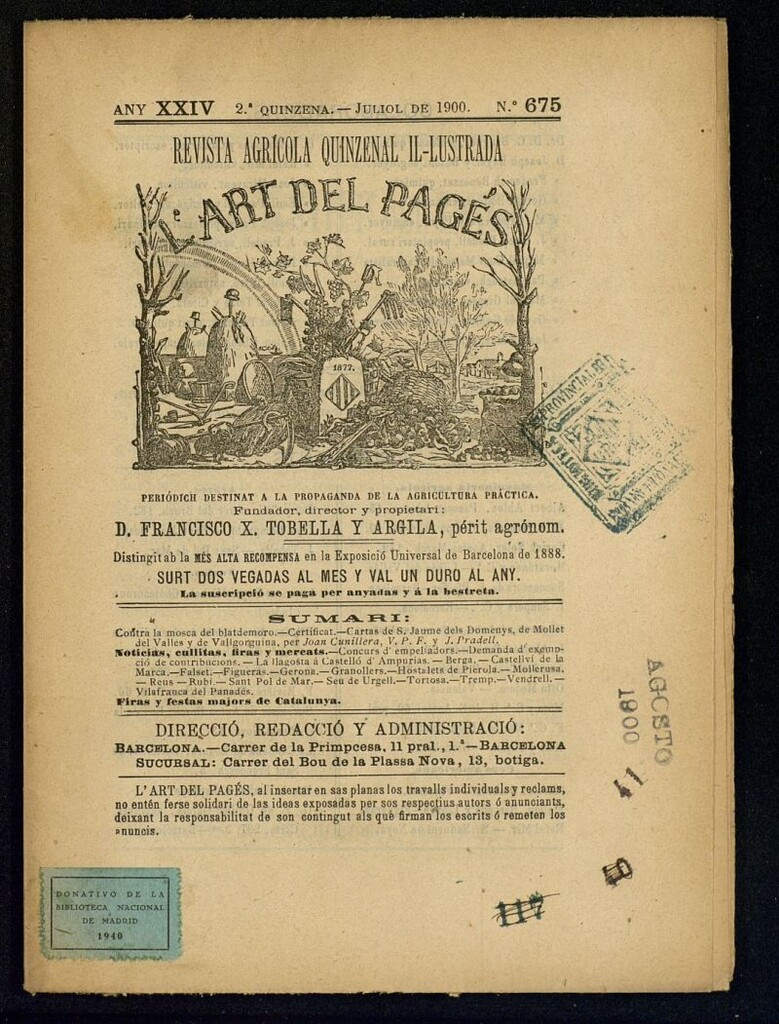 ANY XXIV 2.ª QUINZENA.—JULIOL DE 1900. N.º 675
REVISTA AGRÍCOLA QUINZENAL IL-LUSTRADA
L'ART DEL PAGÉS
1877.
PERIÓDICH DESTINAT A LA PROPAGANDA DE LA AGRICULTURA PRÁCTICA.
Fundador, director y propietari:
D. FRANCISCO X. TOBELLA Y ARGILA, périt agrónom.
Distingit ab la MÉS ALTA RECOMPENSA en la Exposició Universal de Barcelona de 1888.
SURT DOS VEGADAS AL MES Y VAL UN DURO AL ANY.
La suscripció se paga per anyadas y á la bestreta.
SUMARI:
Contra la mosca del blatdemoro.—Certificat.—Cartas de S. Jaume dels Domenys, de Mollet
del Valles y de Vallgorguina, per Joan Cunillera, V. P. F. y J. Pradell.
Noticias, cullitas, firas y mercats.—Concurs d' empeltadors.—Demanda d'exemp-
ció de contribucions. — La llagosta á Castelló d' Ampurias. — Berga. — Castellví de la
Marca.—Falset.—Figueras.—Gerona.—Granollers.—Hostalets de Pierola.—Mollerusa.
— Reus — Rubí — Sant Pol de Mar.— Seu de Urgell.—Tortosa.—Tremp.—Vendrell.—
Vilafranca del Panadés.
Firas y festas majors de Catalunya.
DIRECCIÓ, REDACCIÓ Y ADMINISTRACIÓ:
BARCELONA.—Carrer de la Primpcesa, 11 pral., 1.ª—BARCELONA
SUCURSAL: Carrer del Bou de la Plassa Nova, 13, botiga.
L'ART DEL PAGÉS, al insertar en sas planas los travalls individuals y reclams,
no entén ferse solidari de las ideas exposadas per sos respectius autors ó anunciants,
deixant la responsabilitat de son contingut als qué firman los escrits ó remeten los
anuncis.
AGOSTO
1900
11
117
DONATIVO DE LA
BIBLIOTECA NACIONAL
DE MADRID
1940